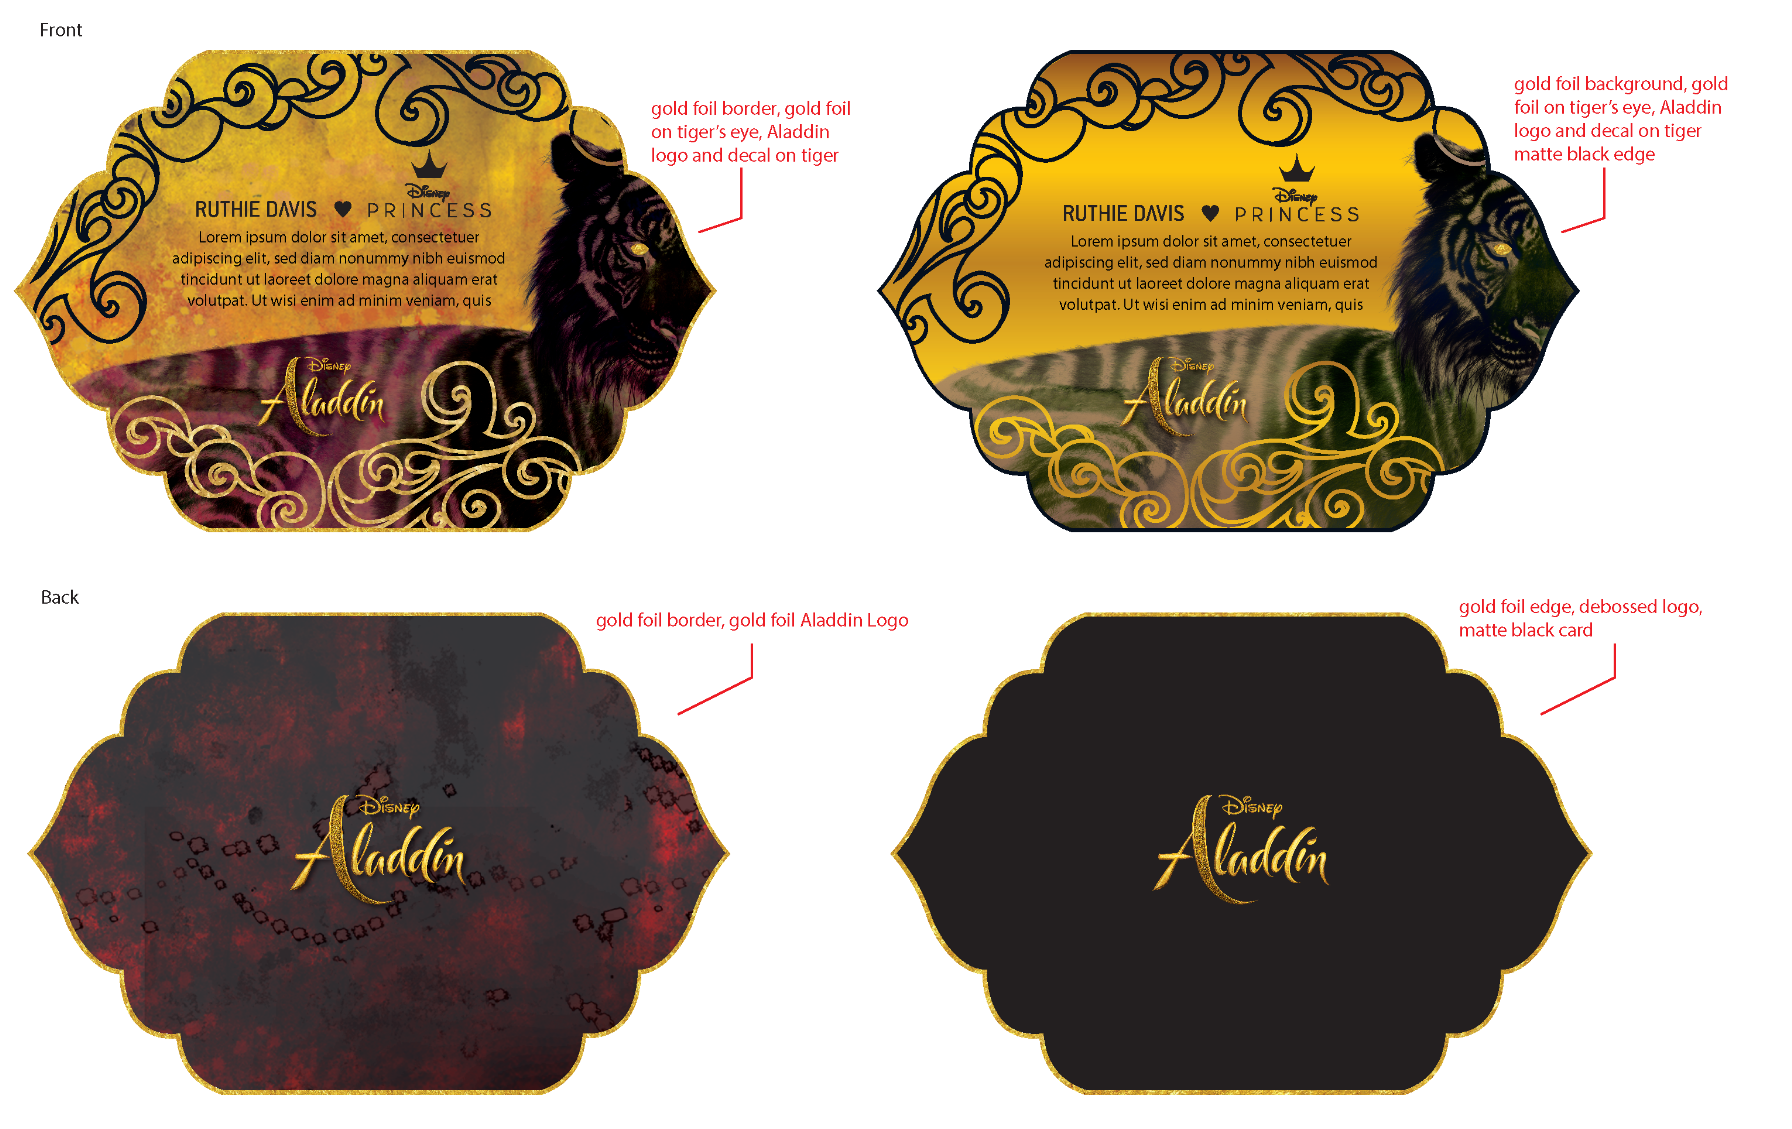 Front
gold foil border, gold foil
on tiger's eye, Aladdin
logo and decal on tiger
Disney
RUTHIE DAVIS ♥ PRINCESS
Lorem ipsum dolor sit amet, consectetuer
adipiscing elit, sed diam nonummy nibh euismod
tincidunt ut laoreet dolore magna aliquam erat
volutpat. Ut wisi enim ad minim veniam, quis
Disney
Aladdin
gold foil background, gold
foil on tiger's eye, Aladdin
logo and decal on tiger
matte black edge
Disney
RUTHIE DAVIS ♥ PRINCESS
Lorem ipsum dolor sit amet, consectetuer
adipiscing elit, sed diam nonummy nibh euismod
tincidunt ut laoreet dolore magna aliquam erat
volutpat. Ut wisi enim ad minim veniam, quis
Disney
Aladdin
Back
gold foil border, gold foil Aladdin Logo
Disney
Aladdin
gold foil edge, debossed logo,
matte black card
Disney
Aladdin